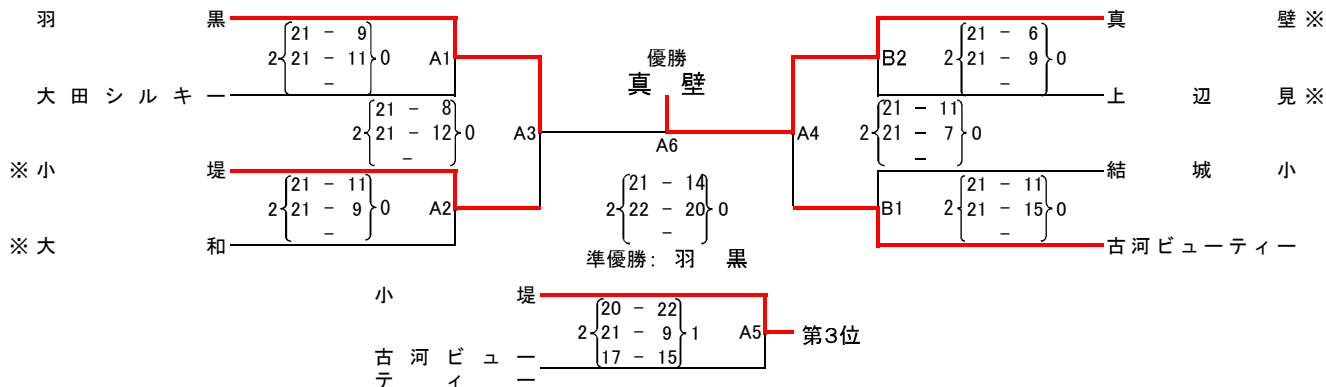 羽黒 真壁※
21 - 9 21 - 6
2 21 - 11 0 A1 優勝 B2 2 21 - 9 0
- 真壁 -
大田シルキー 上辺見※
21 - 8 21 - 11
2 21 - 12 0 A3 A4 2 21 - 7 0
- A6 -
※小堤 結城小
21 - 11 21 - 14 21 - 11
2 21 - 9 0 A2 2 22 - 20 0 B1 2 21 - 15 0
- - -
※大和 古河ビューティー
準優勝: 羽黒
小堤
20 - 22
2 21 - 9 1 A5 第3位
17 - 15
古河ビュー
ティー